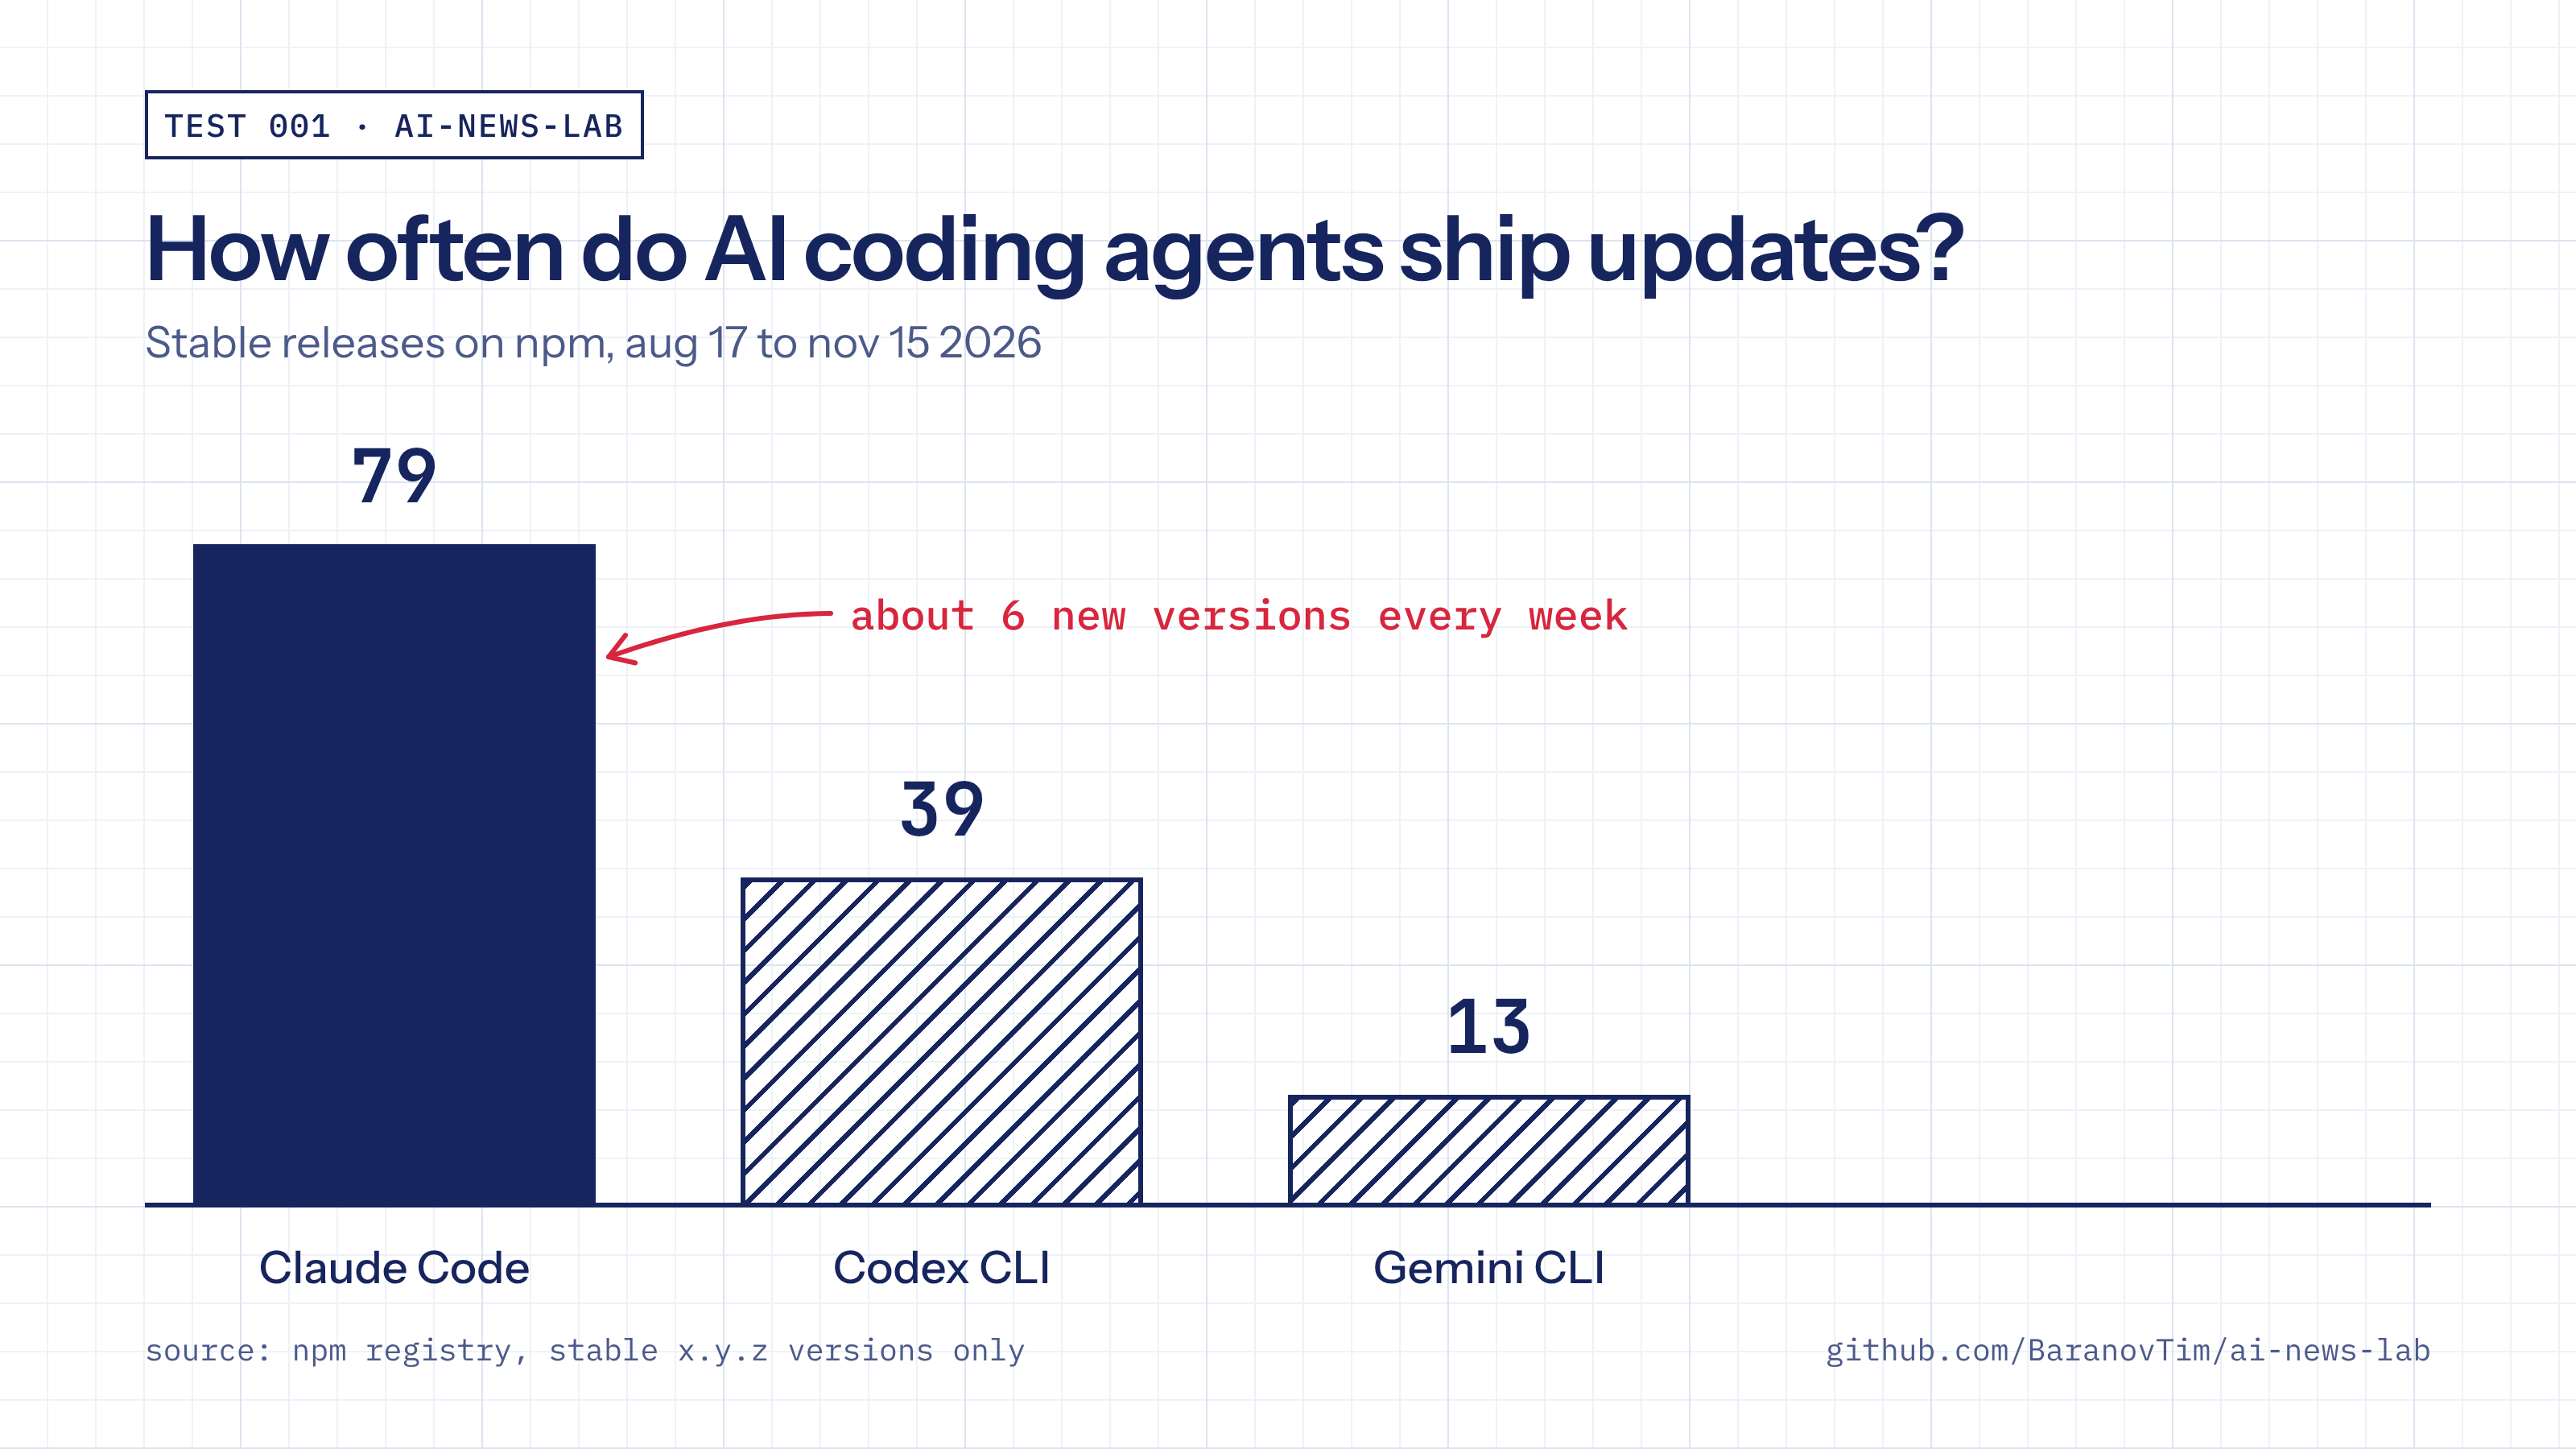 TEST 001 · AI-NEWS-LAB
How often do AI coding agents ship updates?
Stable releases on npm, aug 17 to nov 15 2026
79
about 6 new versions every week
39
13
Claude Code
Codex CLI
Gemini CLI
source: npm registry, stable x.y.z versions only
github.com/BaranovTim/ai-news-lab